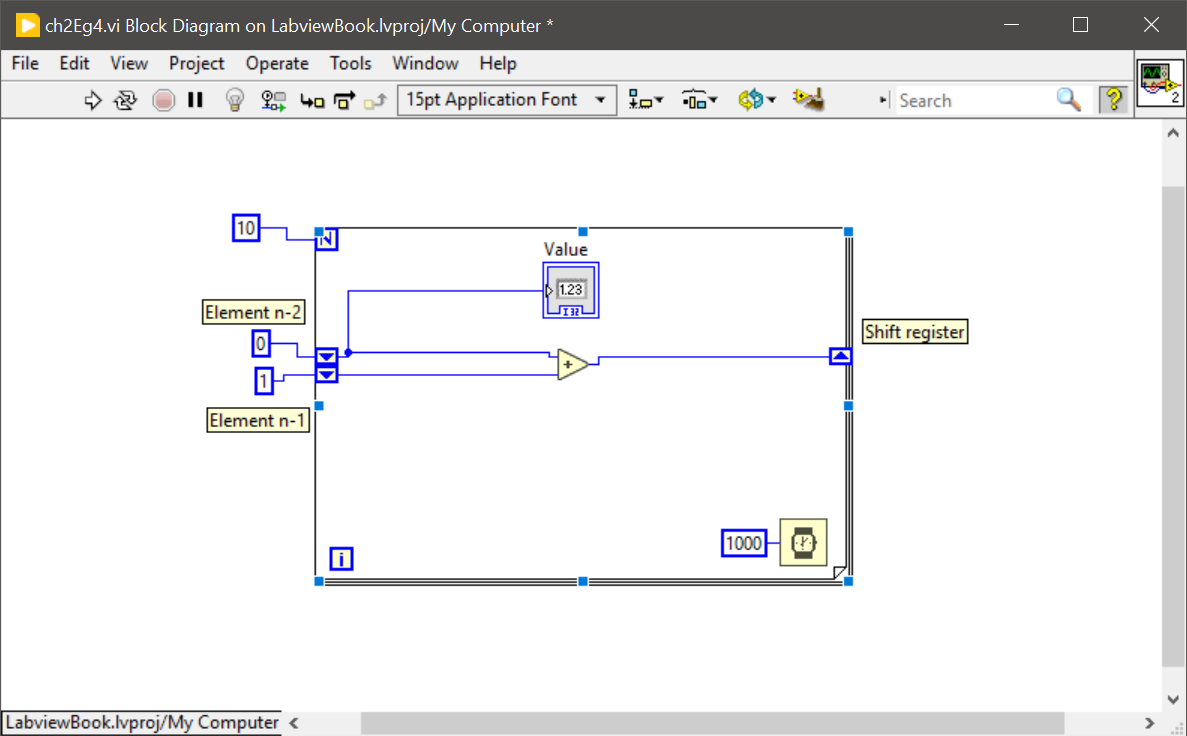 ch2Eg4.vi Block Diagram on LabviewBook.lvproj/My Computer *
File Edit View Project Operate Tools Window Help
15pt Application Font
Search
?
2
10
N
Value
1.23
I32
Element n-2
0
Shift register
+
1
Element n-1
1000
i
LabviewBook.lvproj/My Computer